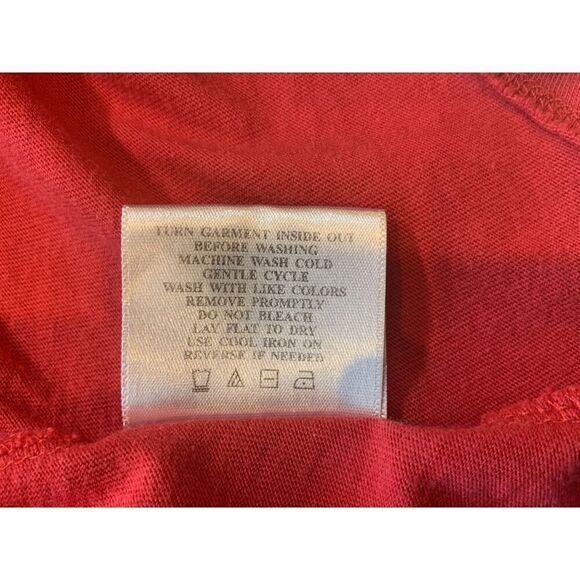 TURN GARMENT INSIDE OUT
BEFORE WASHING
MACHINE WASH COLD
GENTLE CYCLE
WASH WITH LIKE COLORS
REMOVE PROMPTLY
DO NOT BLEACH
LAY FLAT TO DRY
USE COOL IRON ON
REVERSE IF NEEDED